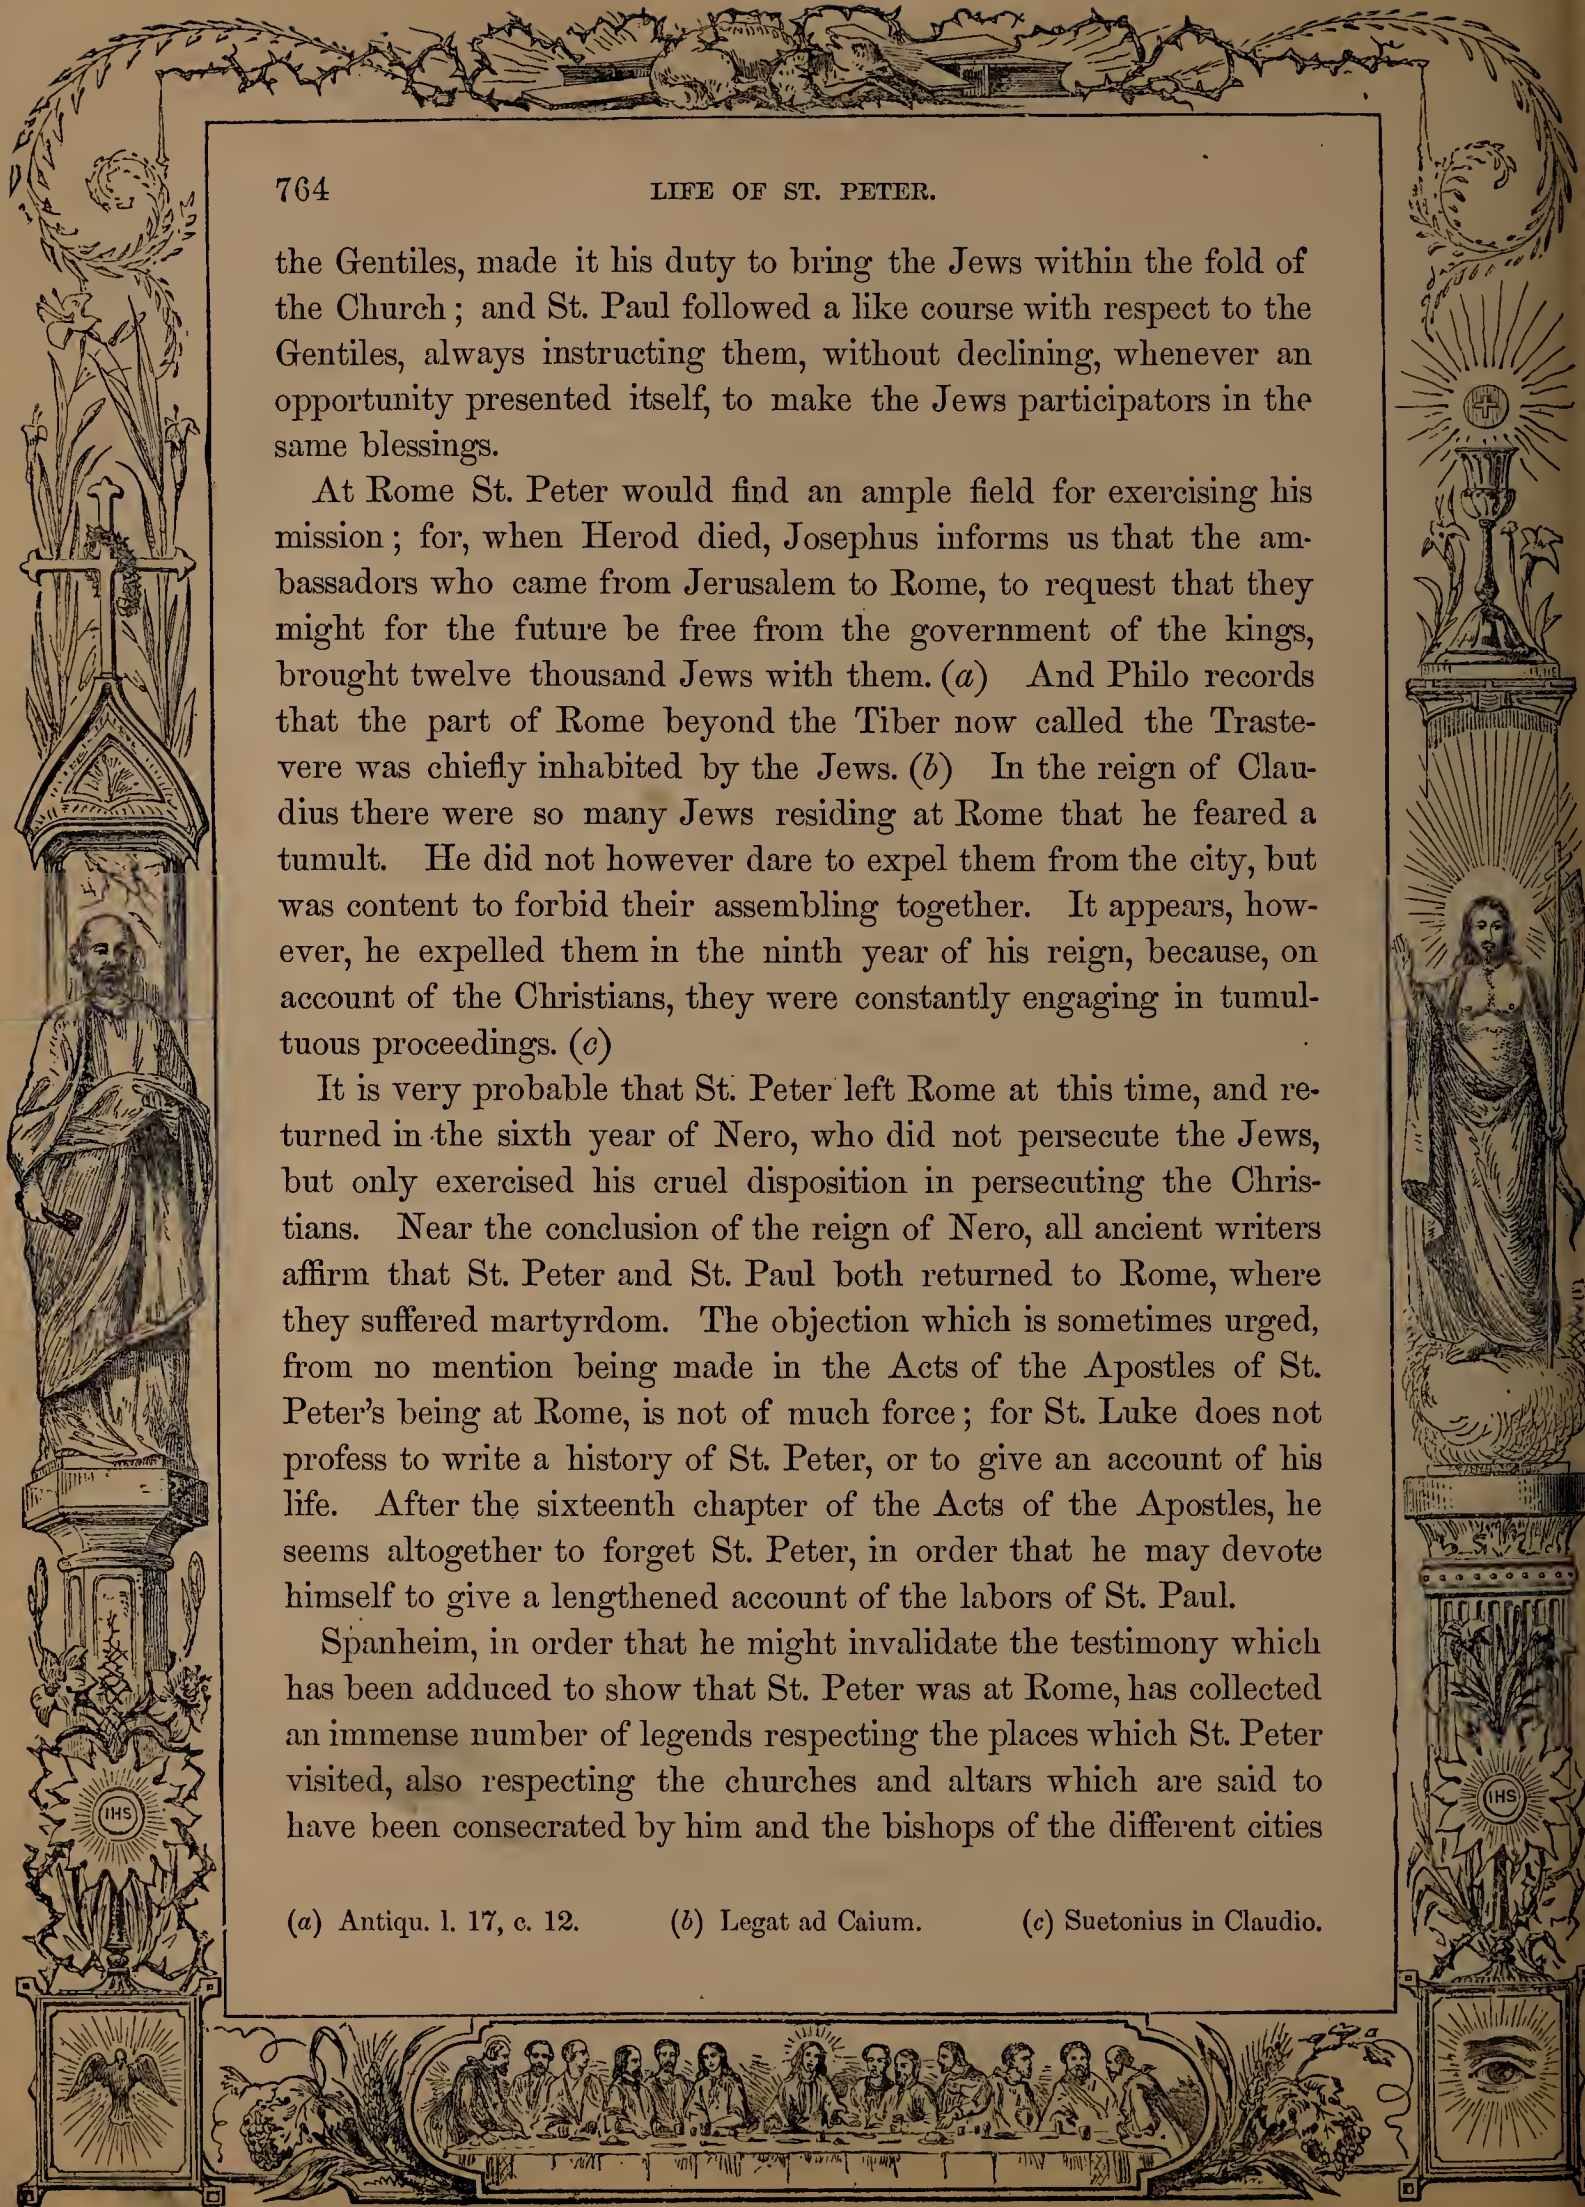 764 LIFE OF ST. PETER.
the Gentiles, made it his duty to bring the Jews within the fold of
the Church ; and St. Paul followed a like course with respect to the
Gentiles, always instructing them, without declining, whenever an
opportunity presented itself, to make the Jews participators in the
same blessings.
At Rome St. Peter would find an ample field for exercising his
mission ; for, when Herod died, Josephus informs us that the am-
bassadors who came from Jerusalem to Rome, to request that they
might for the future be free from the government of the kings,
brought twelve thousand Jews with them. (a) And Philo records
that the part of Rome beyond the Tiber now called the Traste-
vere was chiefly inhabited by the Jews. (b) In the reign of Clau-
dius there were so many Jews residing at Rome that he feared a
tumult. He did not however dare to expel them from the city, but
was content to forbid their assembling together. It appears, how-
ever, he expelled them in the ninth year of his reign, because, on
account of the Christians, they were constantly engaging in tumul-
tuous proceedings. (c)
It is very probable that St. Peter left Rome at this time, and re-
turned in the sixth year of Nero, who did not persecute the Jews,
but only exercised his cruel disposition in persecuting the Chris-
tians. Near the conclusion of the reign of Nero, all ancient writers
affirm that St. Peter and St. Paul both returned to Rome, where
they suffered martyrdom. The objection which is sometimes urged,
from no mention being made in the Acts of the Apostles of St.
Peter's being at Rome, is not of much force ; for St. Luke does not
profess to write a history of St. Peter, or to give an account of his
life. After the sixteenth chapter of the Acts of the Apostles, he
seems altogether to forget St. Peter, in order that he may devote
himself to give a lengthened account of the labors of St. Paul.
Spanheim, in order that he might invalidate the testimony which
has been adduced to show that St. Peter was at Rome, has collected
an immense number of legends respecting the places which St. Peter
visited, also respecting the churches and altars which are said to
have been consecrated by him and the bishops of the different cities
(a) Antiqu. l. 17, c. 12. (b) Legat ad Caium. (c) Suetonius in Claudio.
IHS
IHS